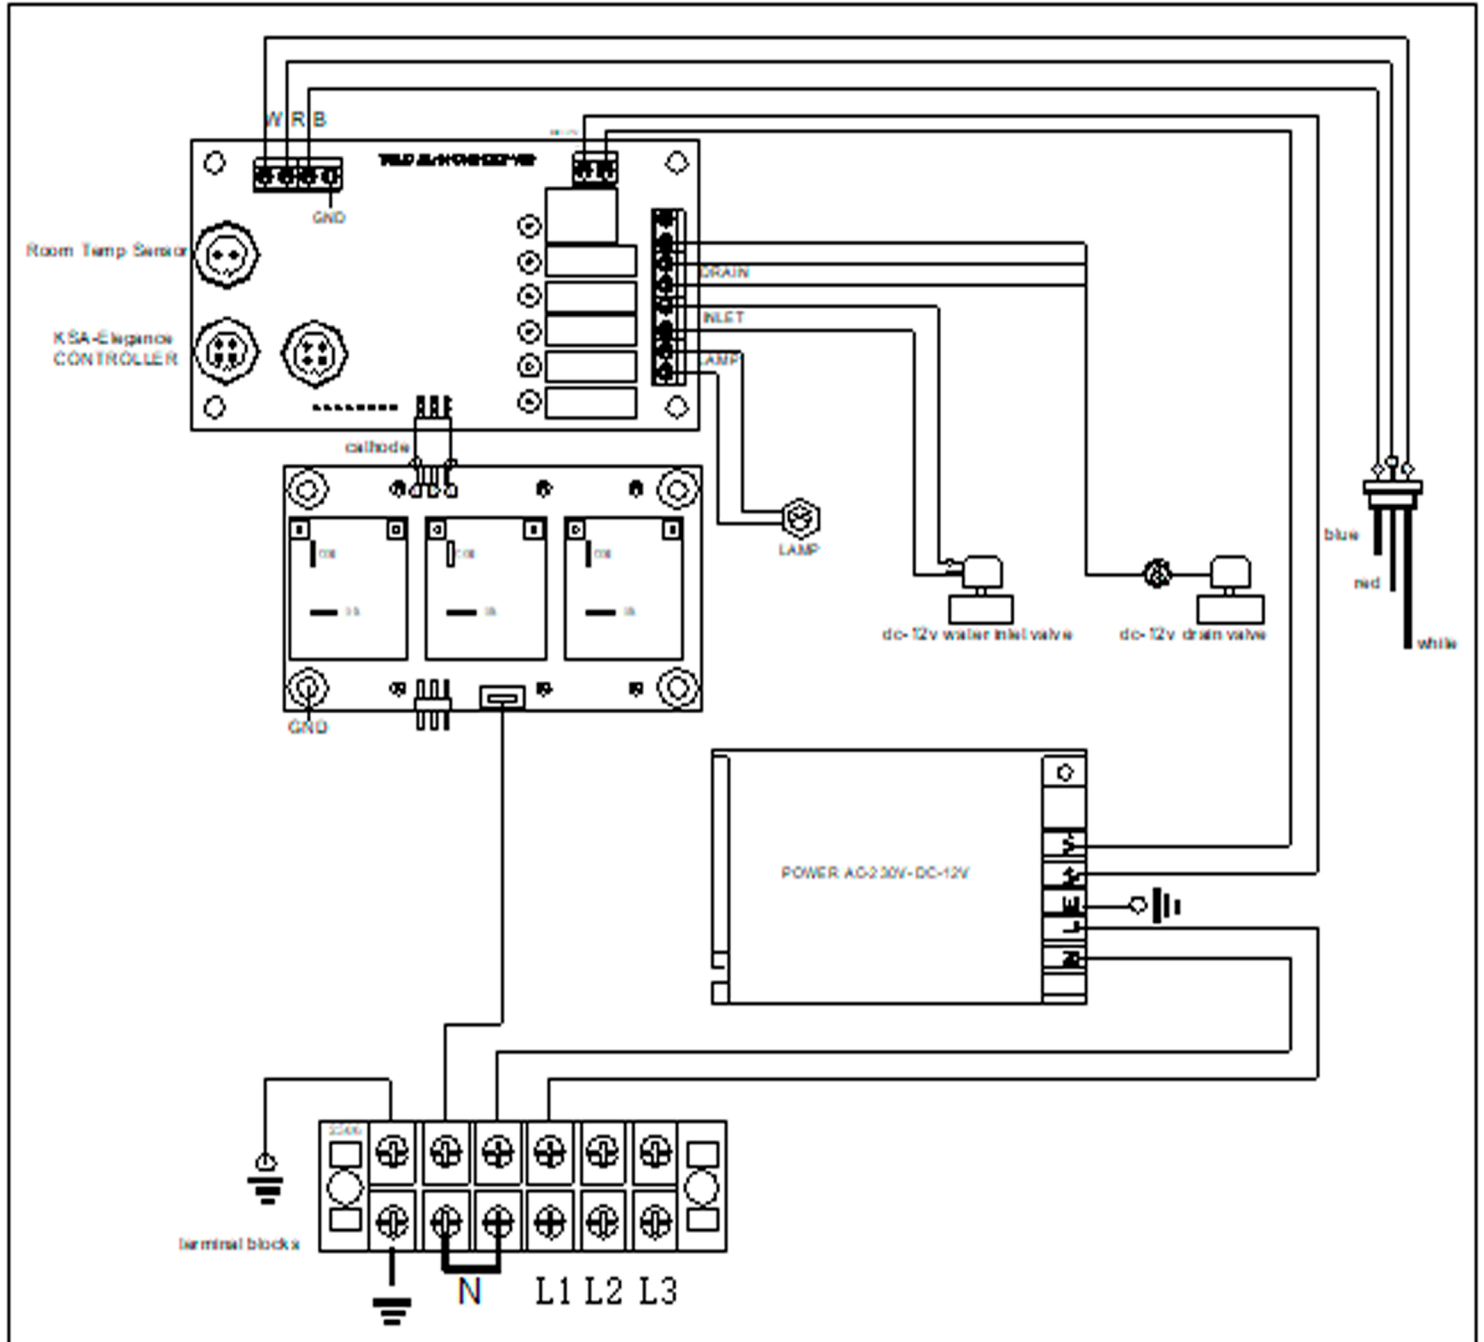 W R B
GND
Room Temp Sensor
KSA-Elegance
CONTROLLER
DRAIN
INLET
LAMP
cathode
LAMP
blue
red
white
dc-12v water inlet valve
dc-12v drain valve
GND
POWER AC-230V-DC-12V
V-
V+
E
L
N
terminal blocks
N
L1 L2 L3